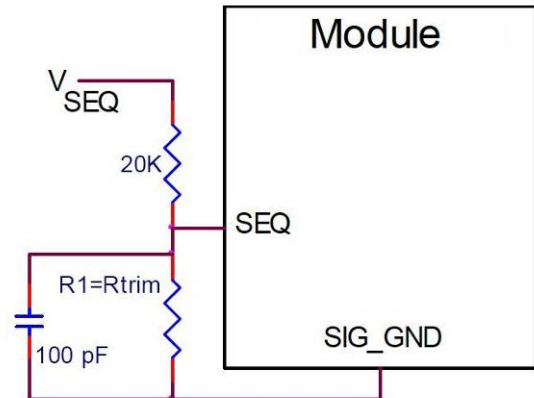 Module
V
SEQ
20K
SEQ
R1=Rtrim
SIG_GND
100 pF